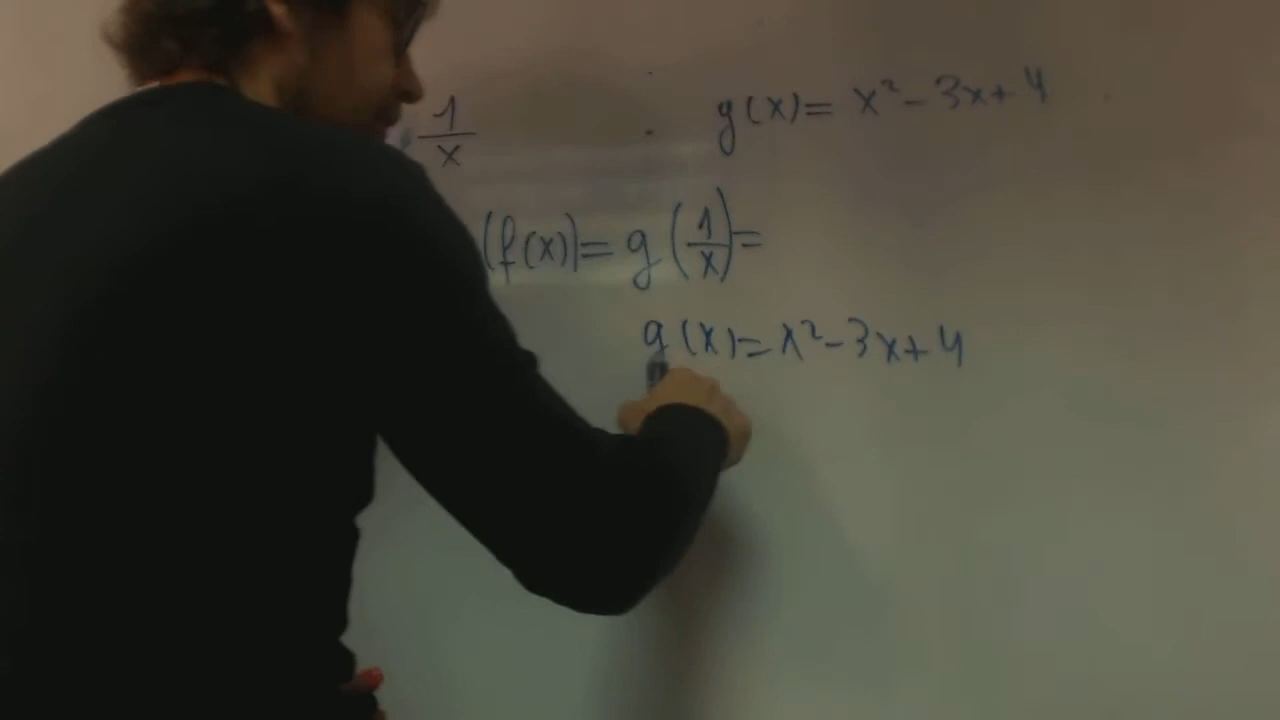 1/x g(x)= x²-3x+4
(f(x))= g(1/x)=
g(x)=x²-3x+4